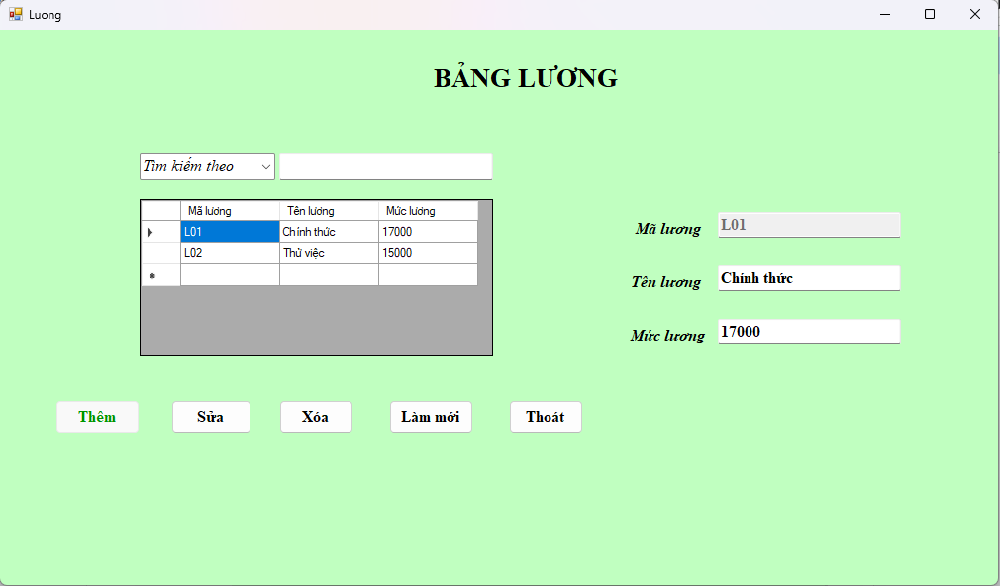 Luong
BẢNG LƯƠNG
Tìm kiếm theo
Mã lương Tên lương Mức lương
L01 Chính thức 17000
L02 Thử việc 15000
Mã lương L01
Tên lương Chính thức
Mức lương 17000
Thêm Sửa Xóa Làm mới Thoát